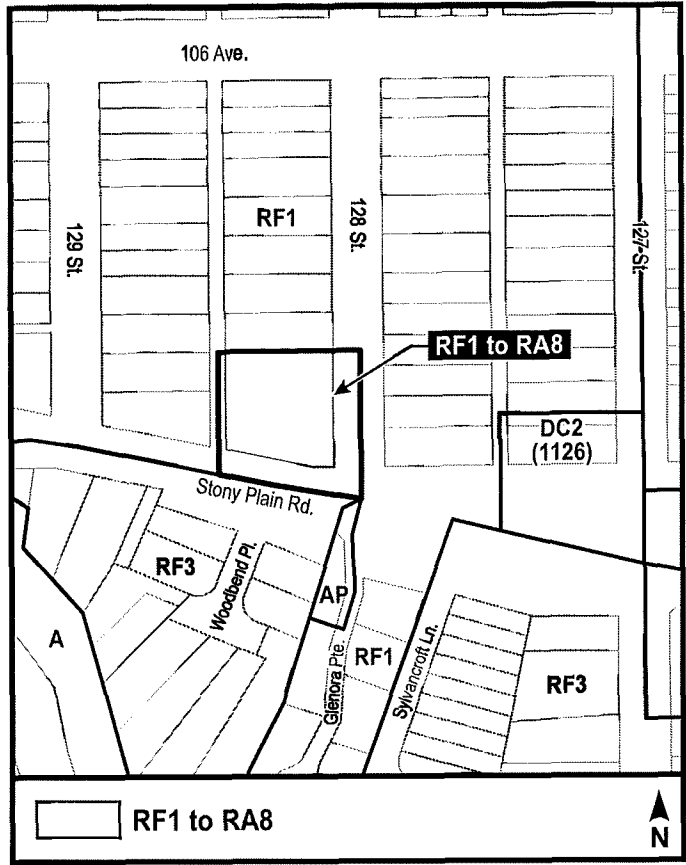 106 Ave.
129 St.
RF1
128 St.
127 St.
RF1 to RA8
DC2
(1126)
Stony Plain Rd.
RF3
Woodbend Pl.
A
AP
Glenora Pte.
RF1
Sylvancroft Ln.
RF3
RF1 to RA8
N